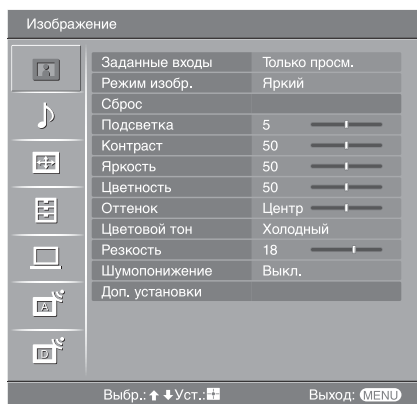 Изображение
Заданные входы Только просм.
Режим изобр. Яркий
Сброс
Подсветка 5
Контраст 50
Яркость 50
Цветность 50
Оттенок Центр
Цветовой тон Холодный
Резкость 18
Шумопонижение Выкл.
Доп. установки
A
D
Выбр.: Уст.: Выход: MENU